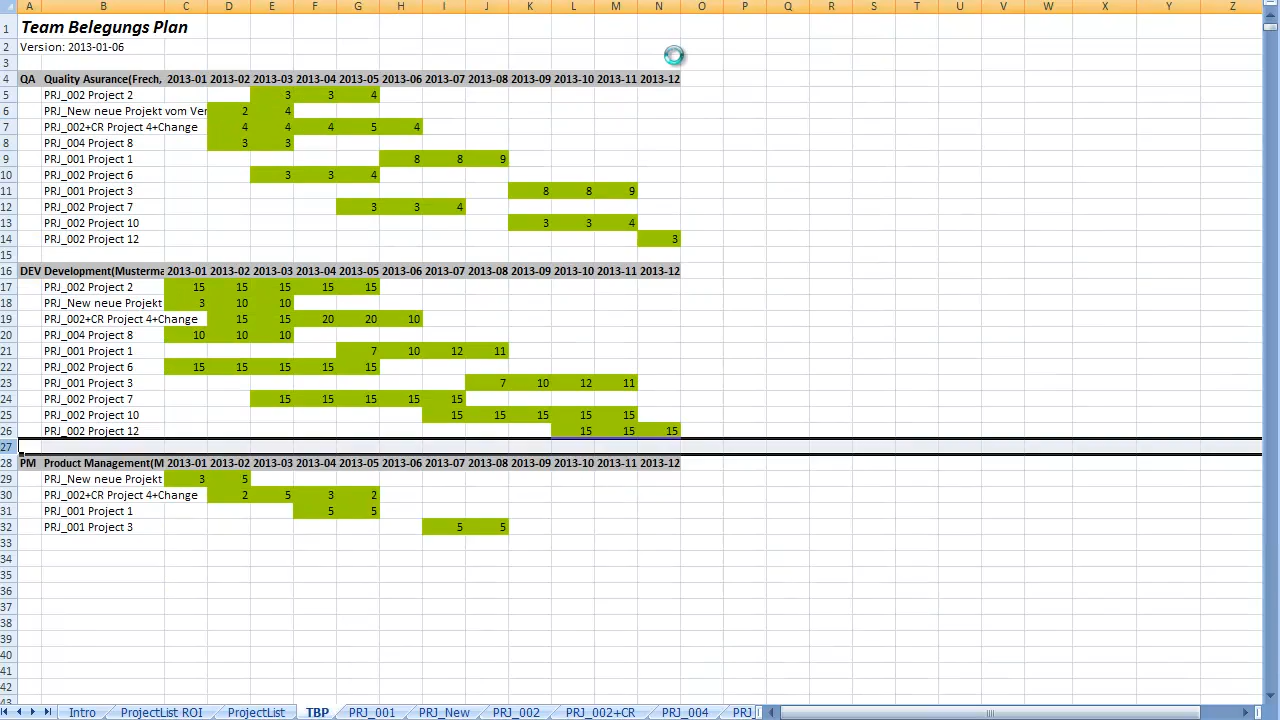 A B C D E F G H I J K L M N O P Q R S T U V W X Y Z
1 Team Belegungs Plan
2 Version: 2013-01-06
3
4 QA Quality Asurance(Frech, 2013-01 2013-02 2013-03 2013-04 2013-05 2013-06 2013-07 2013-08 2013-09 2013-10 2013-11 2013-12
5 PRJ_002 Project 2 3 3 4
6 PRJ_New neue Projekt vom Ver 2 4
7 PRJ_002+CR Project 4+Change 4 4 4 5 4
8 PRJ_004 Project 8 3 3
9 PRJ_001 Project 1 8 8 9
10 PRJ_002 Project 6 3 3 4
11 PRJ_001 Project 3 8 8 9
12 PRJ_002 Project 7 3 3 4
13 PRJ_002 Project 10 3 3 4
14 PRJ_002 Project 12 3
15
16 DEV Development(Musterma 2013-01 2013-02 2013-03 2013-04 2013-05 2013-06 2013-07 2013-08 2013-09 2013-10 2013-11 2013-12
17 PRJ_002 Project 2 15 15 15 15 15
18 PRJ_New neue Projekt 3 10 10
19 PRJ_002+CR Project 4+Change 15 15 20 20 10
20 PRJ_004 Project 8 10 10 10
21 PRJ_001 Project 1 7 10 12 11
22 PRJ_002 Project 6 15 15 15 15 15
23 PRJ_001 Project 3 7 10 12 11
24 PRJ_002 Project 7 15 15 15 15 15
25 PRJ_002 Project 10 15 15 15 15 15
26 PRJ_002 Project 12 15 15 15
27
28 PM Product Management(M 2013-01 2013-02 2013-03 2013-04 2013-05 2013-06 2013-07 2013-08 2013-09 2013-10 2013-11 2013-12
29 PRJ_New neue Projekt 3 5
30 PRJ_002+CR Project 4+Change 2 5 3 2
31 PRJ_001 Project 1 5 5
32 PRJ_001 Project 3 5 5
33
34
35
36
37
38
39
40
41
42
43
Intro ProjectList ROI ProjectList TBP PRJ_001 PRJ_New PRJ_002 PRJ_002+CR PRJ_004 PRJ